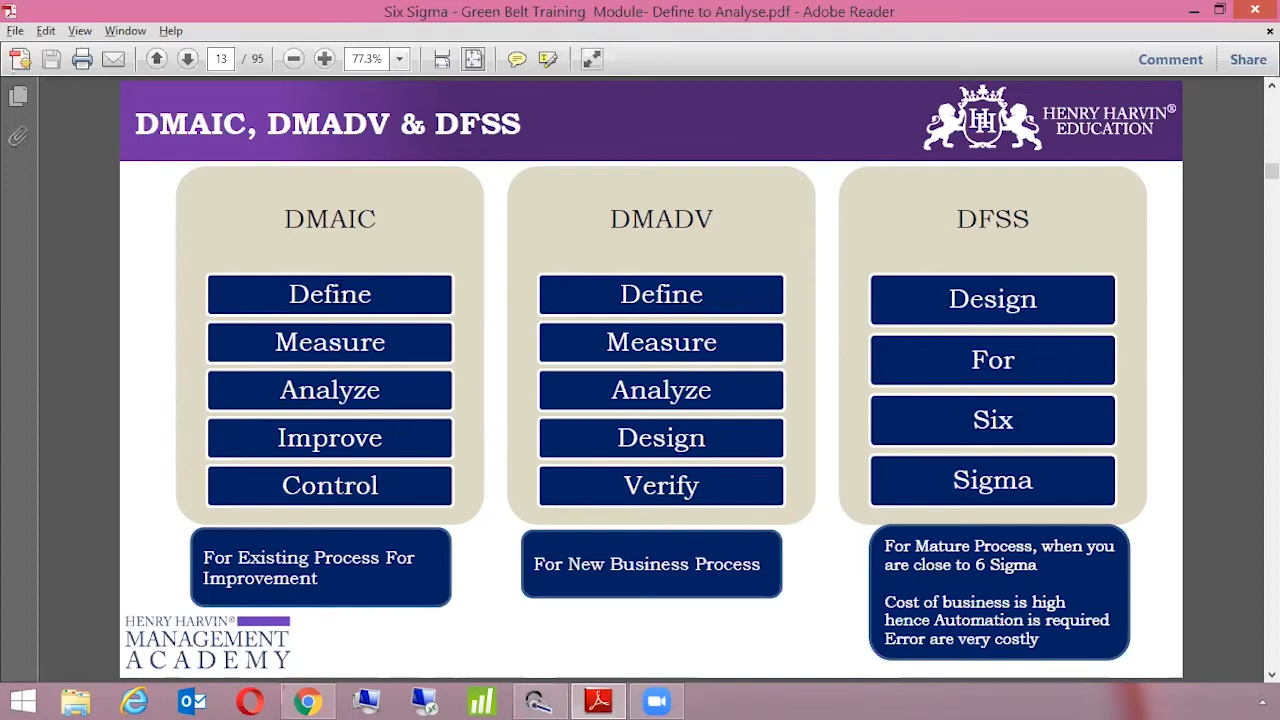 Six Sigma - Green Belt Training  Module- Define to Analyse.pdf - Adobe Reader
File Edit View Window Help
13 / 95 77.3% Comment Share
DMAIC, DMADV & DFSS
HENRY HARVIN®
EDUCATION
HH
DMAIC
Define
Measure
Analyze
Improve
Control
For Existing Process For
Improvement
DMADV
Define
Measure
Analyze
Design
Verify
For New Business Process
DFSS
Design
For
Six
Sigma
For Mature Process, when you
are close to 6 Sigma
Cost of business is high
hence Automation is required
Error are very costly
HENRY HARVIN®
MANAGEMENT
ACADEMY